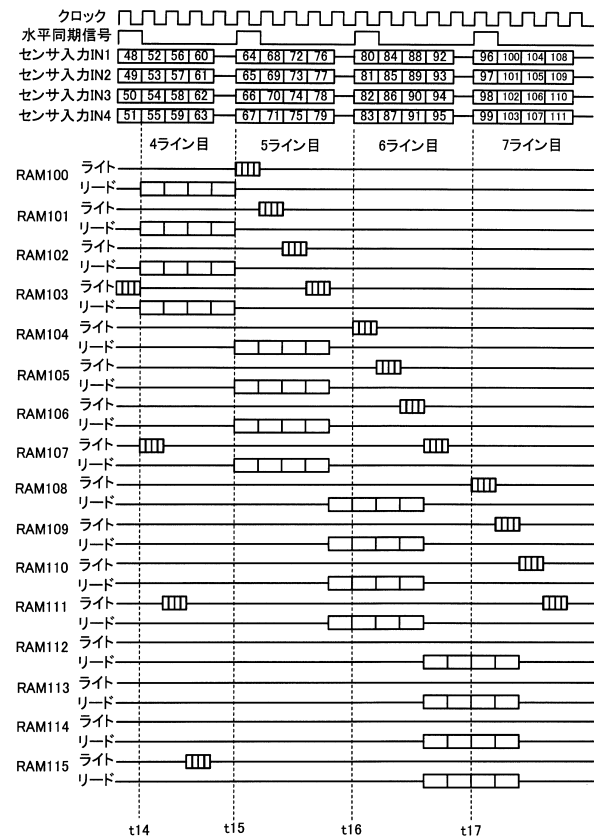 クロック
水平同期信号
センサ入力IN1 48 52 56 60 64 68 72 76 80 84 88 92 96 100 104 108
センサ入力IN2 49 53 57 61 65 69 73 77 81 85 89 93 97 101 105 109
センサ入力IN3 50 54 58 62 66 70 74 78 82 86 90 94 98 102 106 110
センサ入力IN4 51 55 59 63 67 71 75 79 83 87 91 95 99 103 107 111
4ライン目 5ライン目 6ライン目 7ライン目
RAM100 ライト
リード
RAM101 ライト
リード
RAM102 ライト
リード
RAM103 ライト
リード
RAM104 ライト
リード
RAM105 ライト
リード
RAM106 ライト
リード
RAM107 ライト
リード
RAM108 ライト
リード
RAM109 ライト
リード
RAM110 ライト
リード
RAM111 ライト
リード
RAM112 ライト
リード
RAM113 ライト
リード
RAM114 ライト
リード
RAM115 ライト
リード
t14 t15 t16 t17